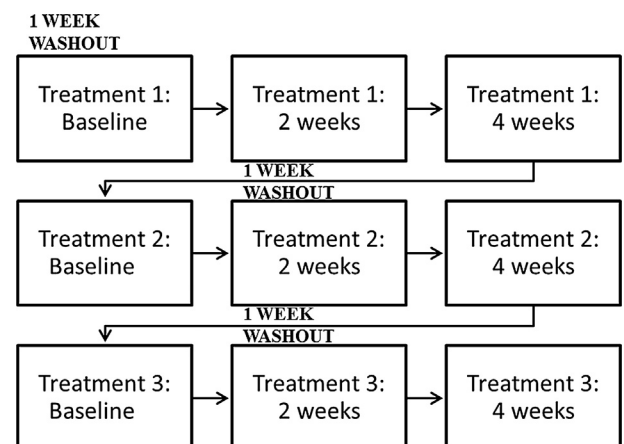 1 WEEK
WASHOUT
Treatment 1:
Baseline
Treatment 1:
2 weeks
Treatment 1:
4 weeks
1 WEEK
WASHOUT
Treatment 2:
Baseline
Treatment 2:
2 weeks
Treatment 2:
4 weeks
1 WEEK
WASHOUT
Treatment 3:
Baseline
Treatment 3:
2 weeks
Treatment 3:
4 weeks